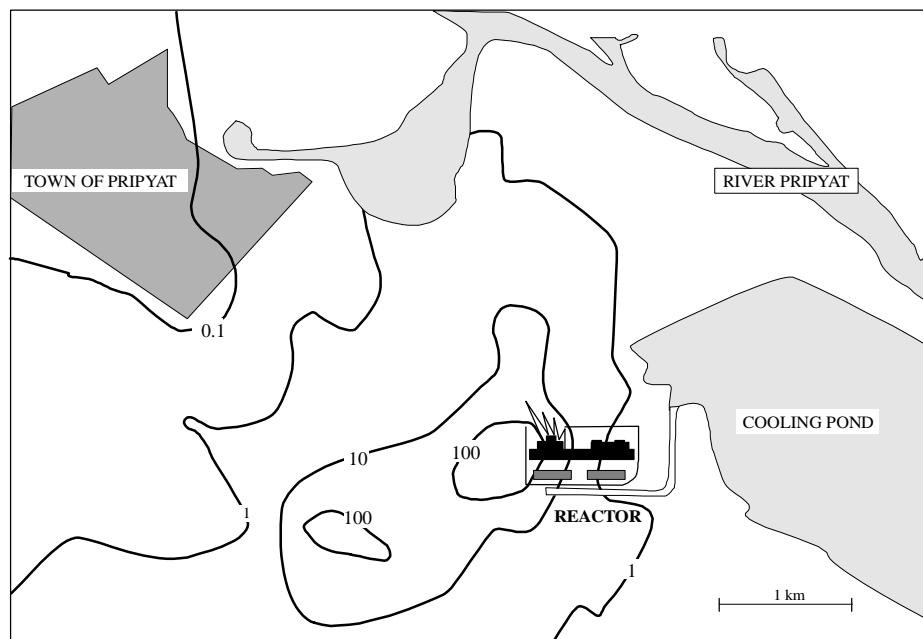 TOWN OF PRIPYAT
RIVER PRIPYAT
0.1
COOLING POND
10
100
1
100
REACTOR
1
1 km